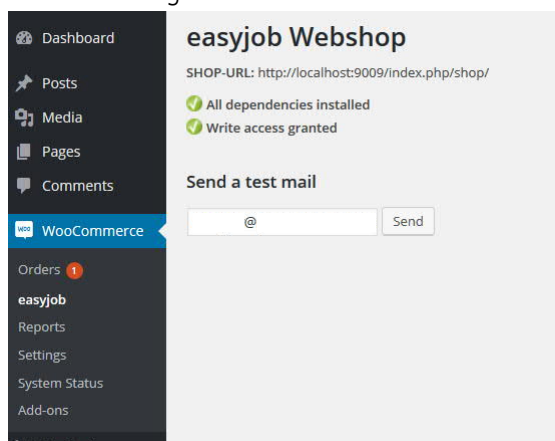 Dashboard
Posts
Media
Pages
Comments
WooCommerce
Orders 1
easyjob
Reports
Settings
System Status
Add-ons
easyjob Webshop
SHOP-URL: http://localhost:9009/index.php/shop/
All dependencies installed
Write access granted
Send a test mail
@ Send